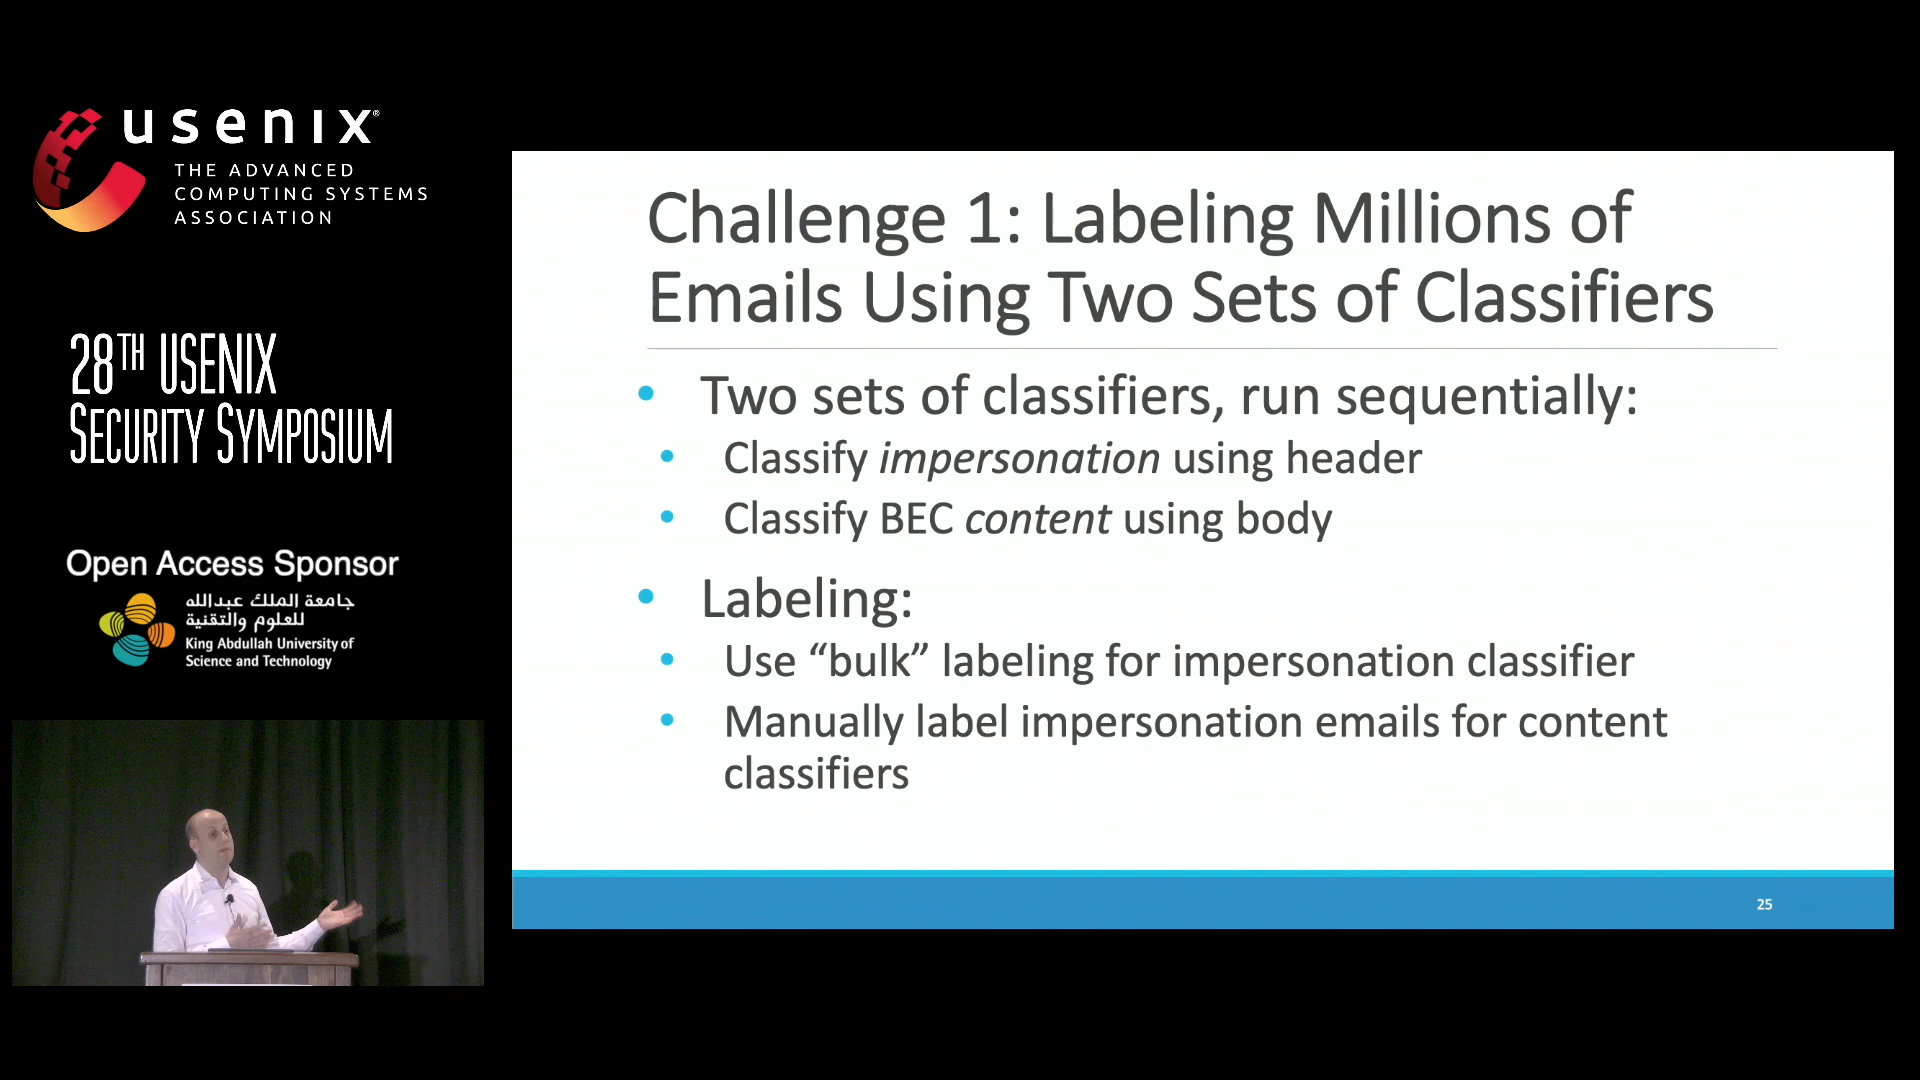 usenix®
THE ADVANCED
COMPUTING SYSTEMS
ASSOCIATION
28TH USENIX
SECURITY SYMPOSIUM
Open Access Sponsor
جامعة الملك عبدالله
للعلوم والتقنية
King Abdullah University of
Science and Technology
Challenge 1: Labeling Millions of
Emails Using Two Sets of Classifiers
• Two sets of classifiers, run sequentially:
• Classify impersonation using header
• Classify BEC content using body
• Labeling:
• Use “bulk” labeling for impersonation classifier
• Manually label impersonation emails for content
classifiers
25